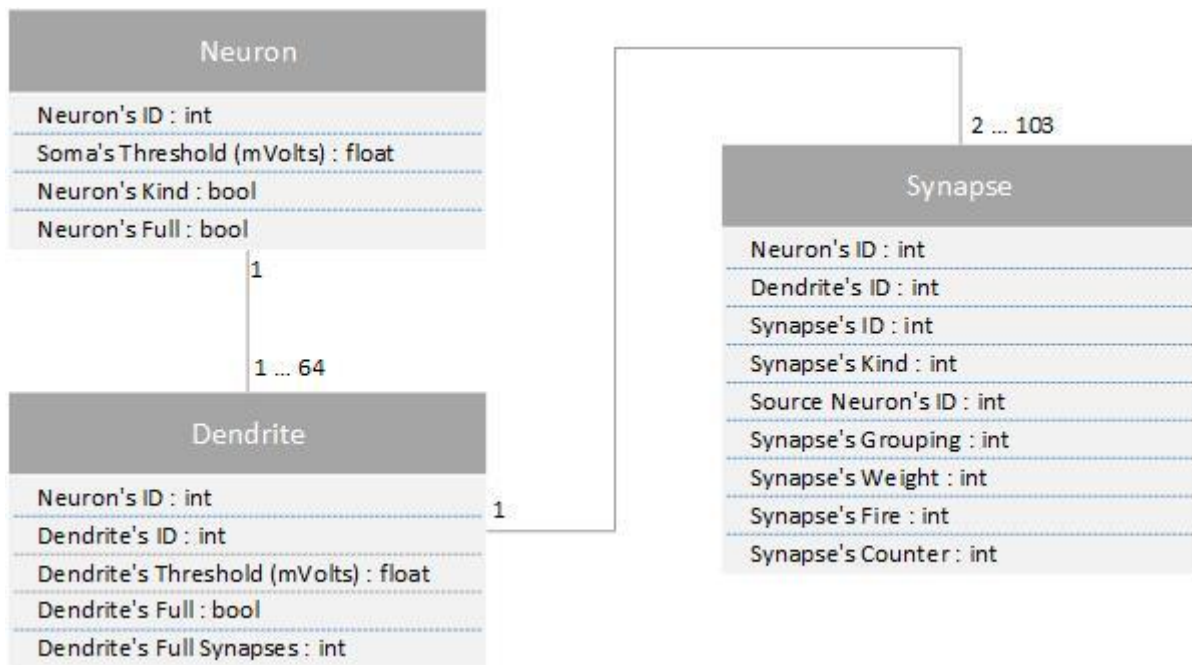 Neuron
Neuron's ID : int
Soma's Threshold (mVolts) : float
Neuron's Kind : bool
Neuron's Full : bool
1
1 ... 64
Dendrite
Neuron's ID : int
Dendrite's ID : int
Dendrite's Threshold (mVolts) : float
Dendrite's Full : bool
Dendrite's Full Synapses : int
1
2 ... 103
Synapse
Neuron's ID : int
Dendrite's ID : int
Synapse's ID : int
Synapse's Kind : int
Source Neuron's ID : int
Synapse's Grouping : int
Synapse's Weight : int
Synapse's Fire : int
Synapse's Counter : int